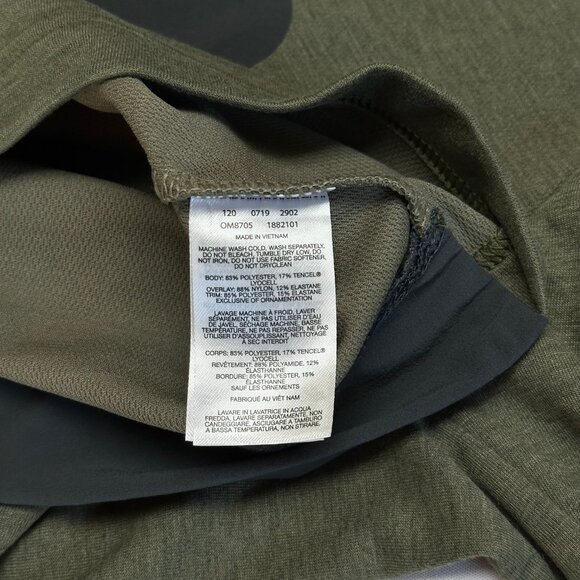 120 0719 2902
OM8705 1882101
MADE IN VIETNAM
MACHINE WASH COLD, WASH SEPARATELY,
DO NOT BLEACH, TUMBLE DRY LOW, DO
NOT IRON, DO NOT USE FABRIC SOFTENER,
DO NOT DRYCLEAN
BODY: 83% POLYESTER, 17% TENCEL®
LYOCELL
OVERLAY: 88% NYLON, 12% ELASTANE
TRIM: 85% POLYESTER, 15% ELASTANE
EXCLUSIVE OF ORNAMENTATION
LAVAGE MACHINE À FROID, LAVER
SÉPARÉMENT, NE PAS UTILISER D'EAU
DE JAVEL, SÉCHAGE MACHINE, BASSE
TEMPÉRATURE, NE PAS REPASSER, NE PAS
UTILISER D'ASSOUPLISSANT, NETTOYAGE
À SEC INTERDIT
CORPS: 83% POLYESTER, 17% TENCEL®
LYOCELL
REVÊTEMENT: 88% POLYAMIDE, 12%
ÉLASTHANNE
BORDURE: 85% POLYESTER, 15%
ÉLASTHANNE
SAUF LES ORNEMENTS
FABRIQUÉ AU VIÊT NAM
LAVARE IN LAVATRICE IN ACQUA
FREDDA, LAVARE SEPARATAMENTE, NON
CANDEGGIARE, ASCIUGARE A TAMBURO
A BASSA TEMPERATURA, NON STIRARE,